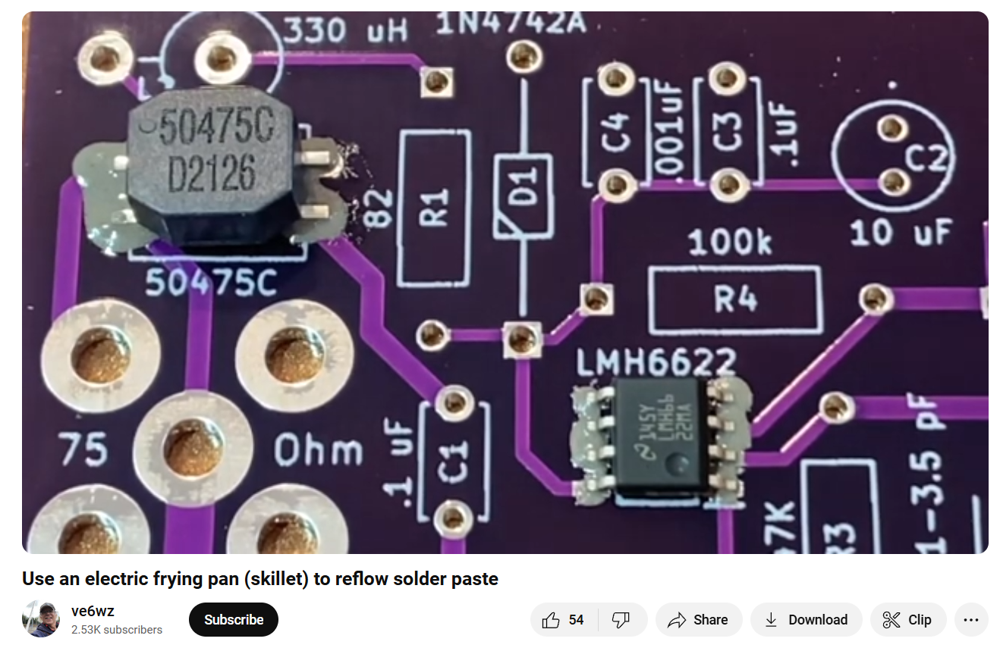 330 uH
1N4742A
L
50475C
D2126
50475C
82
R1
D1
C4
.001uF
C3
.1uF
C2
10 uF
100k
R4
LMH6622
145Y
LMH66
22MA
75
Ohm
.1 uF
C1
7K
R3
1-3.5 pF
Use an electric frying pan (skillet) to reflow solder paste
ve6wz
2.53K subscribers
Subscribe
54
Share
Download
Clip